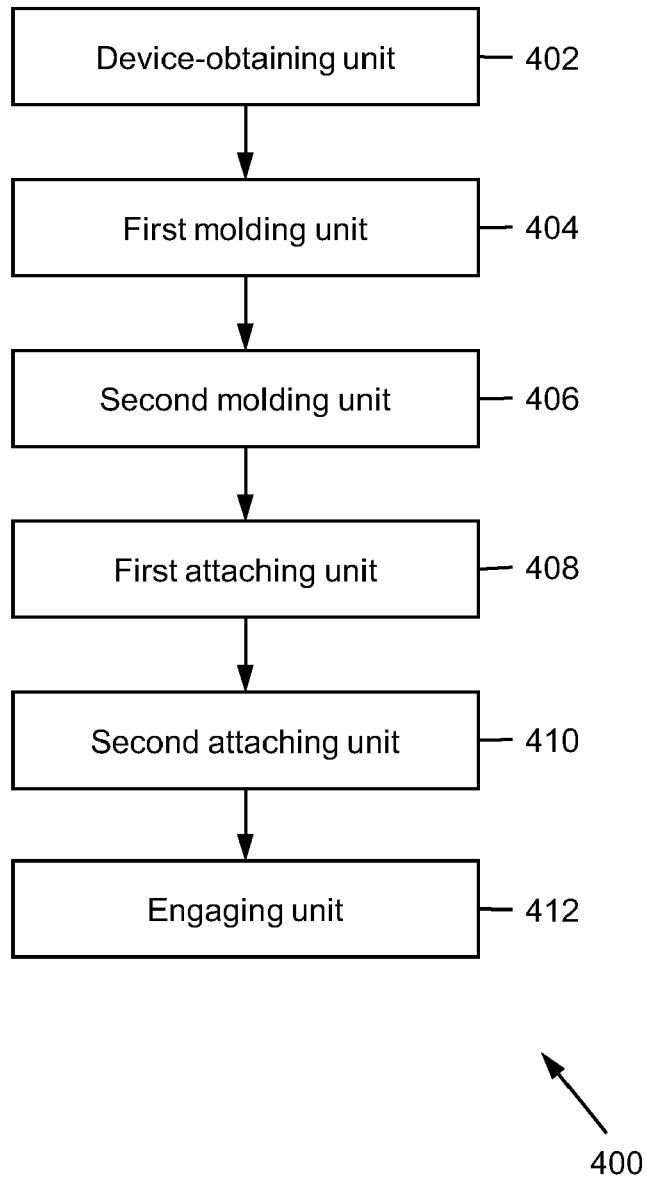 Device-obtaining unit 402
First molding unit 404
Second molding unit 406
First attaching unit 408
Second attaching unit 410
Engaging unit 412
400